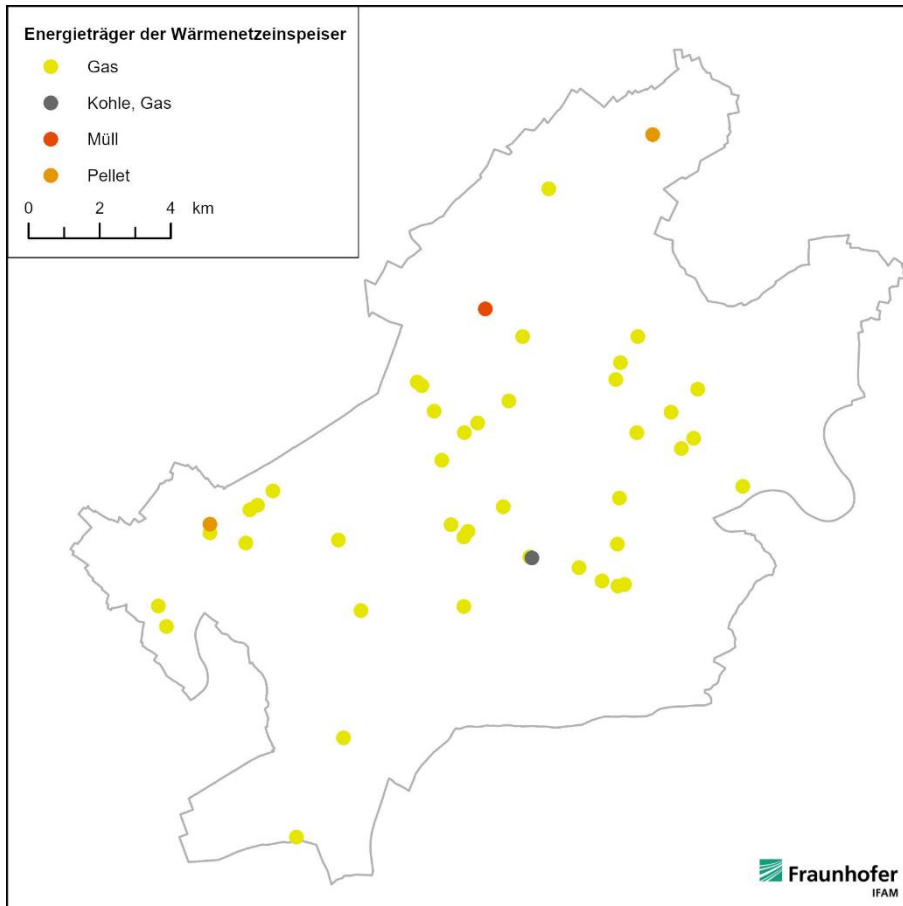 Energieträger der Wärmenetzeinspeiser
Gas
Kohle, Gas
Müll
Pellet
0 2 4 km
Fraunhofer
IFAM